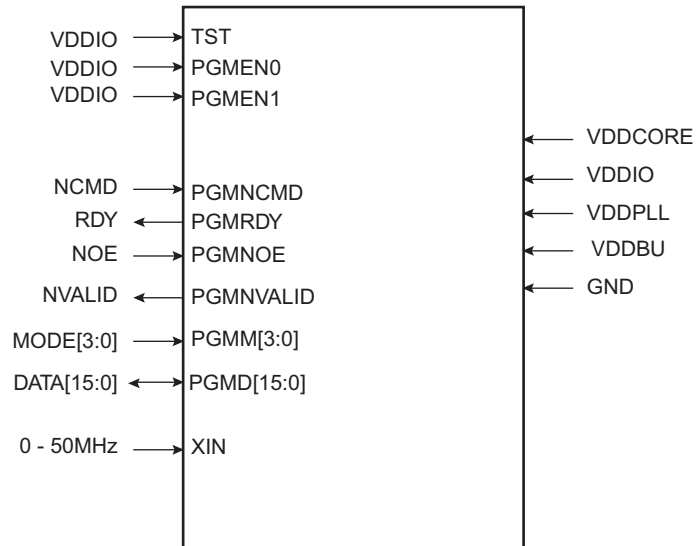 VDDIO TST
VDDIO PGMEN0
VDDIO PGMEN1
VDDCORE
VDDIO
NCMD PGMNCMD
RDY PGMRDY
VDDPLL
NOE PGMNOE
VDDBU
NVALID PGMNVALID
GND
MODE[3:0] PGMM[3:0]
DATA[15:0] PGMD[15:0]
0 - 50MHz XIN